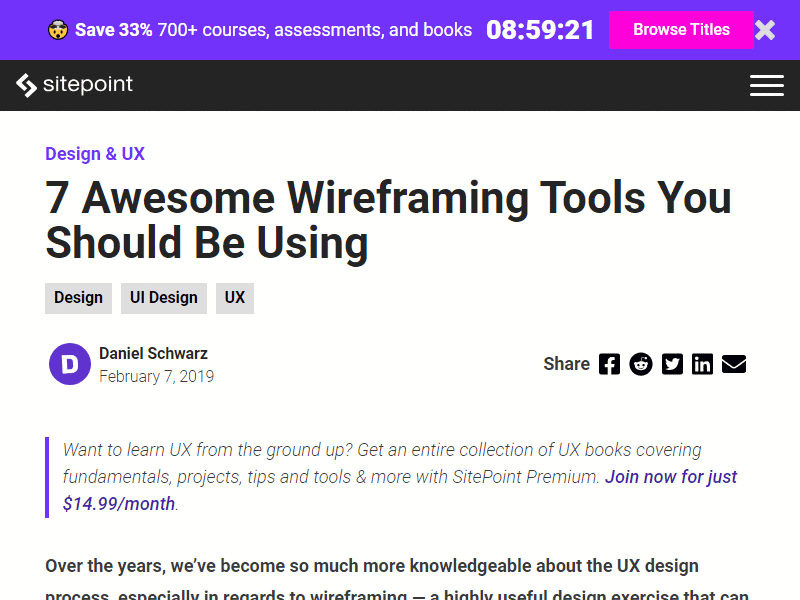 Save 33% 700+ courses, assessments, and books 08:59:21 Browse Titles
sitepoint
Design & UX
7 Awesome Wireframing Tools You
Should Be Using
Design UI Design UX
D
Daniel Schwarz
February 7, 2019
Share
Want to learn UX from the ground up? Get an entire collection of UX books covering
fundamentals, projects, tips and tools & more with SitePoint Premium. Join now for just
$14.99/month.
Over the years, we’ve become so much more knowledgeable about the UX design
process, especially in regards to wireframing — a highly useful design exercise that can